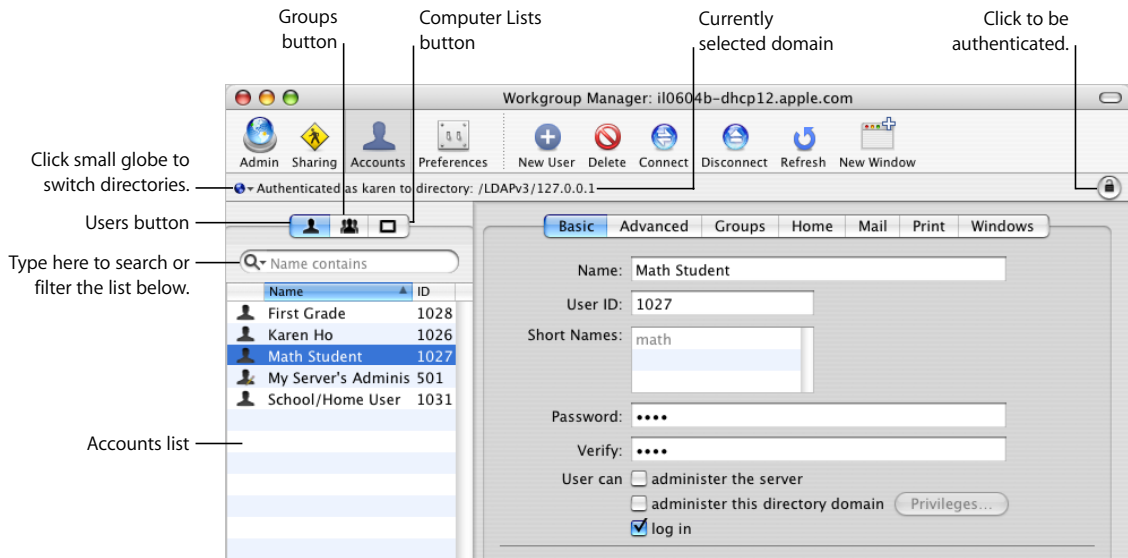 Groups
button
Computer Lists
button
Currently
selected domain
Click to be
authenticated.
Workgroup Manager: il0604b-dhcp12.apple.com
Admin Sharing Accounts Preferences New User Delete Connect Disconnect Refresh New Window
Click small globe to
switch directories.
Authenticated as karen to directory: /LDAPv3/127.0.0.1
Users button
Basic Advanced Groups Home Mail Print Windows
Type here to search or
filter the list below.
Name contains
Name ID
First Grade 1028
Karen Ho 1026
Math Student 1027
My Server's Adminis 501
School/Home User 1031
Accounts list
Name: Math Student
User ID: 1027
Short Names: math
Password: ••••
Verify: ••••
User can administer the server
administer this directory domain Privileges...
log in